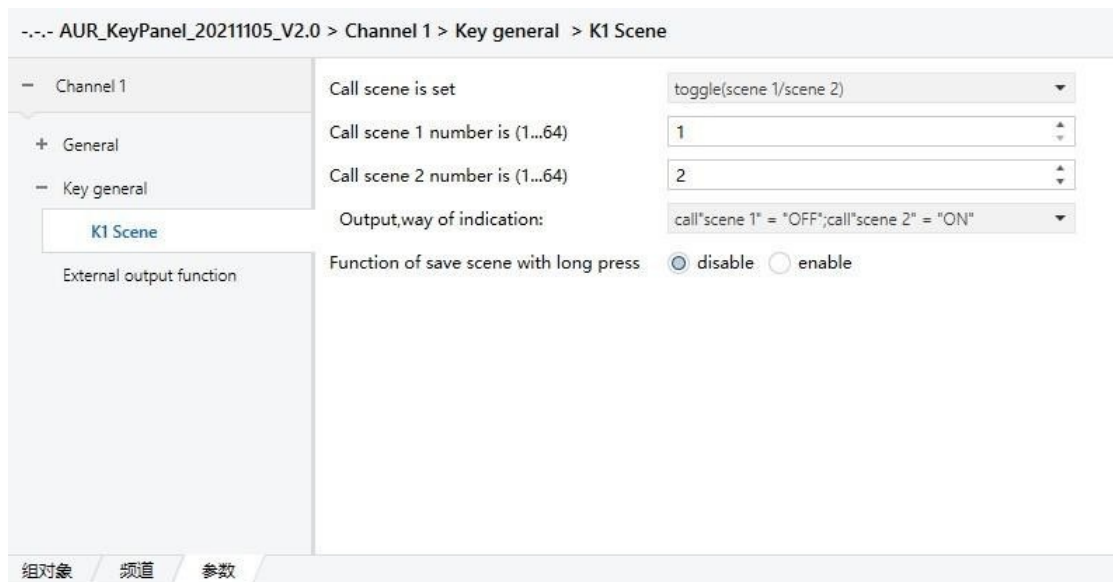 -.-.- AUR_KeyPanel_20211105_V2.0 > Channel 1 > Key general > K1 Scene
Channel 1
General
Key general
K1 Scene
External output function
Call scene is set
toggle(scene 1/scene 2)
Call scene 1 number is (1...64)
1
Call scene 2 number is (1...64)
2
Output,way of indication:
call"scene 1" = "OFF";call"scene 2" = "ON"
Function of save scene with long press
disable
enable
组对象
频道
参数